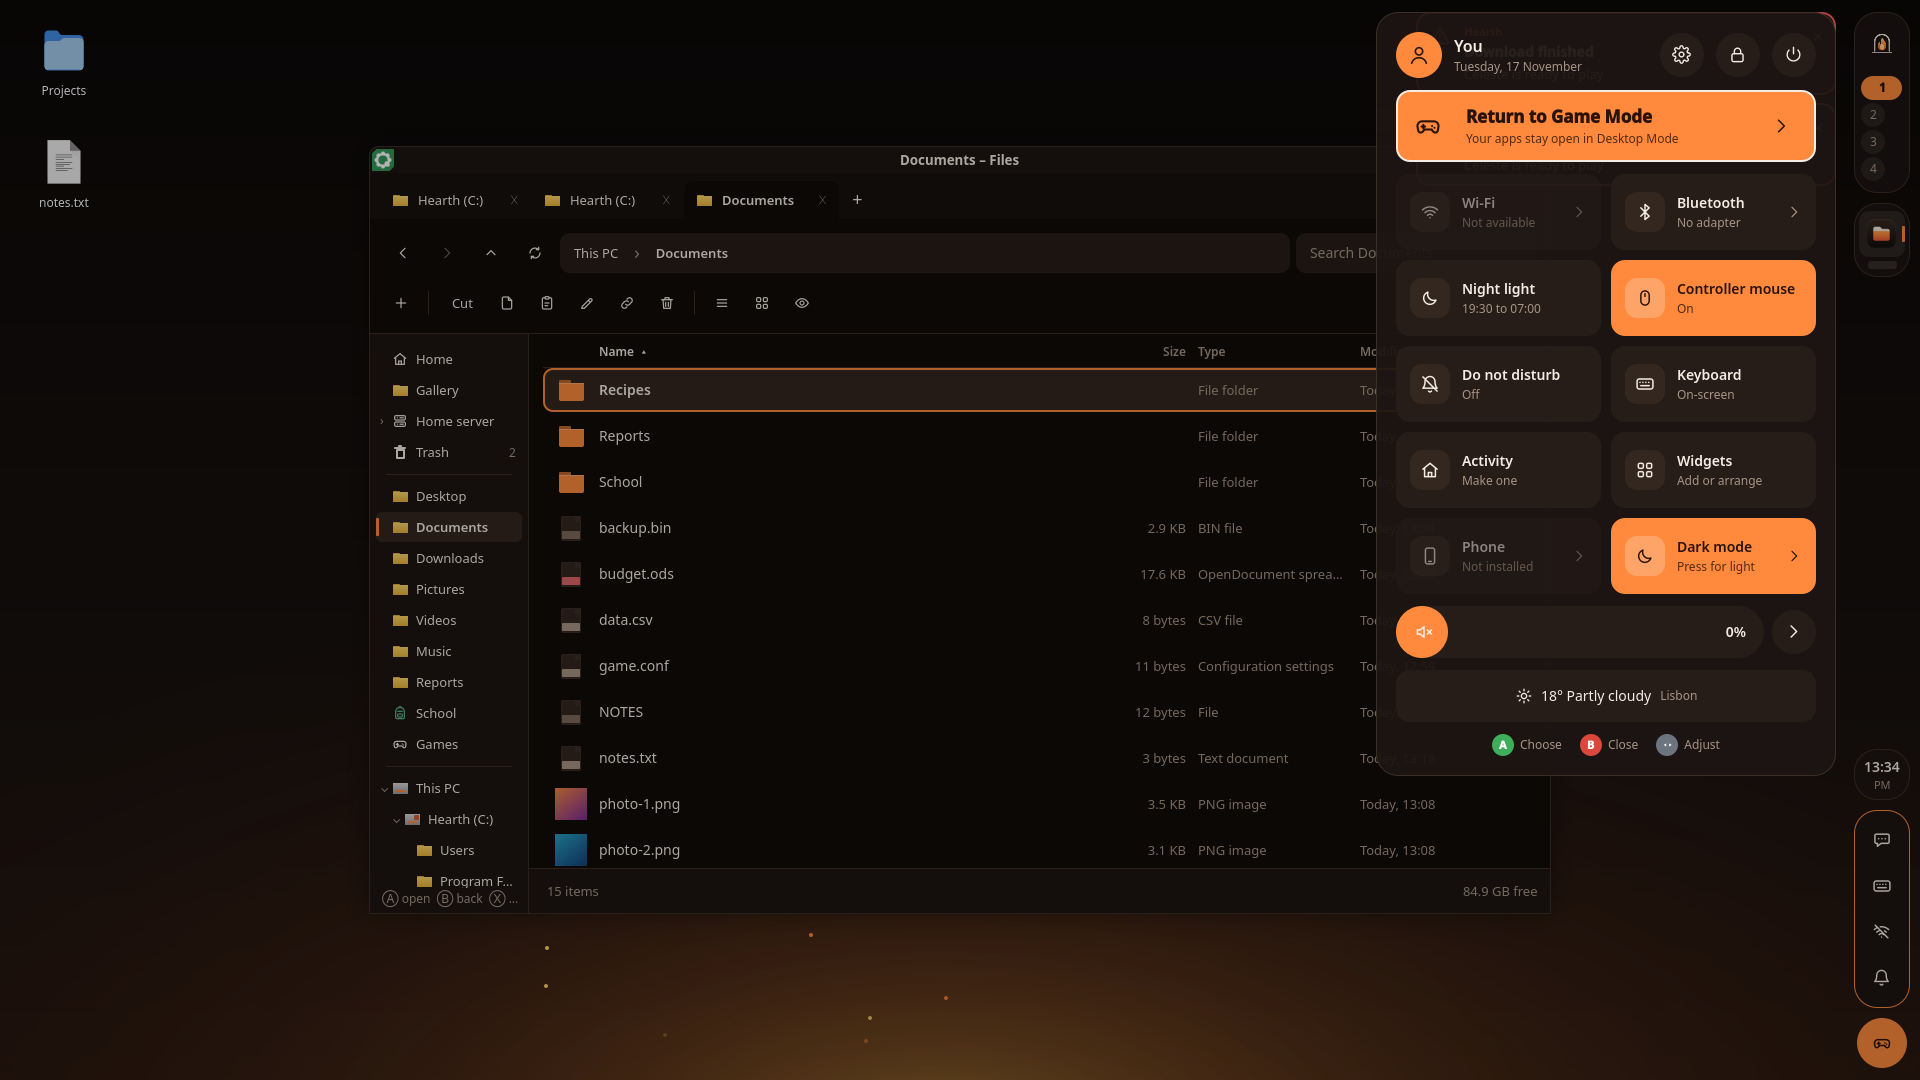 Projects
notes.txt
Documents – Files
Hearth (C:)
Hearth (C:)
Documents
This PC
Documents
Cut
Home
Gallery
Home server
Trash 2
Desktop
Documents
Downloads
Pictures
Videos
Music
Reports
School
Games
This PC
Hearth (C:)
Users
Program F...
A open B back X ...
Name Size Type
Recipes File folder
Reports File folder
School File folder
backup.bin 2.9 KB BIN file
budget.ods 17.6 KB OpenDocument sprea...
data.csv 8 bytes CSV file
game.conf 11 bytes Configuration settings
NOTES 12 bytes File
notes.txt 3 bytes Text document
photo-1.png 3.5 KB PNG image Today, 13:08
photo-2.png 3.1 KB PNG image Today, 13:08
15 items 84.9 GB free
You
Tuesday, 17 November
Return to Game Mode
Your apps stay open in Desktop Mode
Wi-Fi
Not available
Bluetooth
No adapter
Night light
19:30 to 07:00
Controller mouse
On
Do not disturb
Off
Keyboard
On-screen
Activity
Make one
Widgets
Add or arrange
Phone
Not installed
Dark mode
Press for light
0%
18° Partly cloudy Lisbon
A Choose B Close Adjust
1
2
3
4
13:34
PM